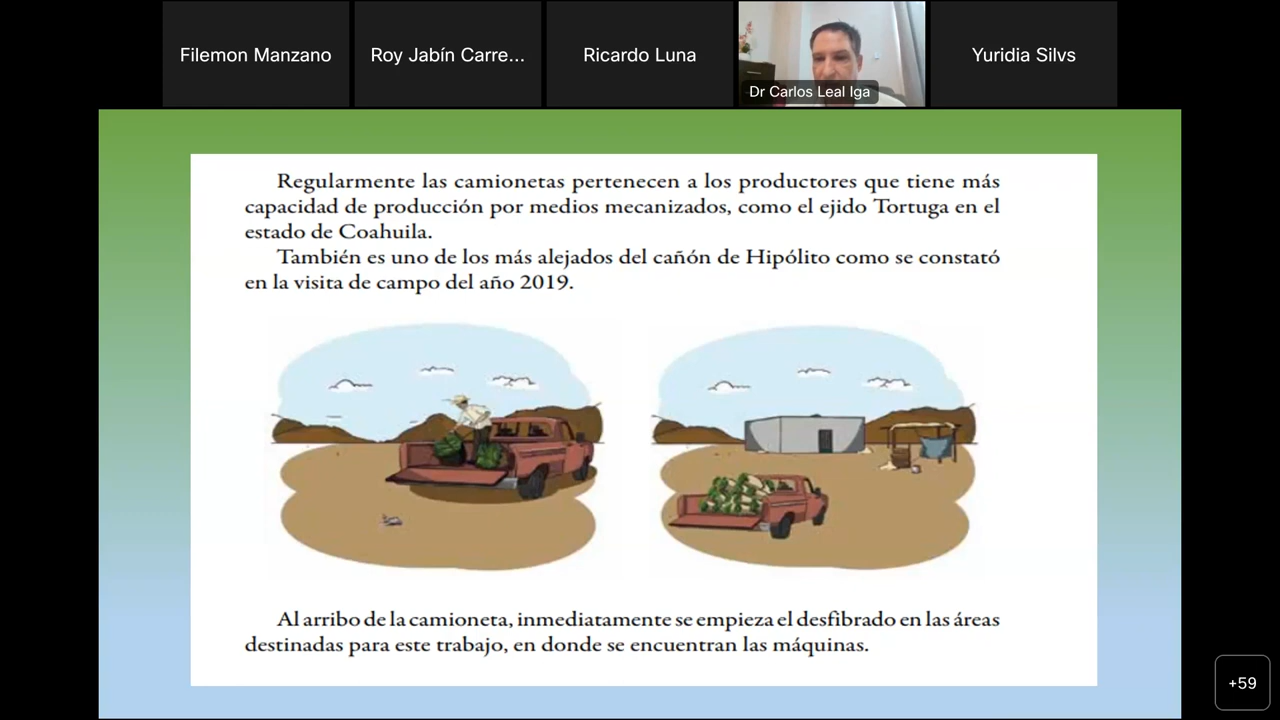 Filemon Manzano
Roy Jabín Carre...
Ricardo Luna
Dr Carlos Leal Iga
Yuridia Silvs
Regularmente las camionetas pertenecen a los productores que tiene más
capacidad de producción por medios mecanizados, como el ejido Tortuga en el
estado de Coahuila.
También es uno de los más alejados del cañón de Hipólito como se constató
en la visita de campo del año 2019.
Al arribo de la camioneta, inmediatamente se empieza el desfibrado en las áreas
destinadas para este trabajo, en donde se encuentran las máquinas.
+59